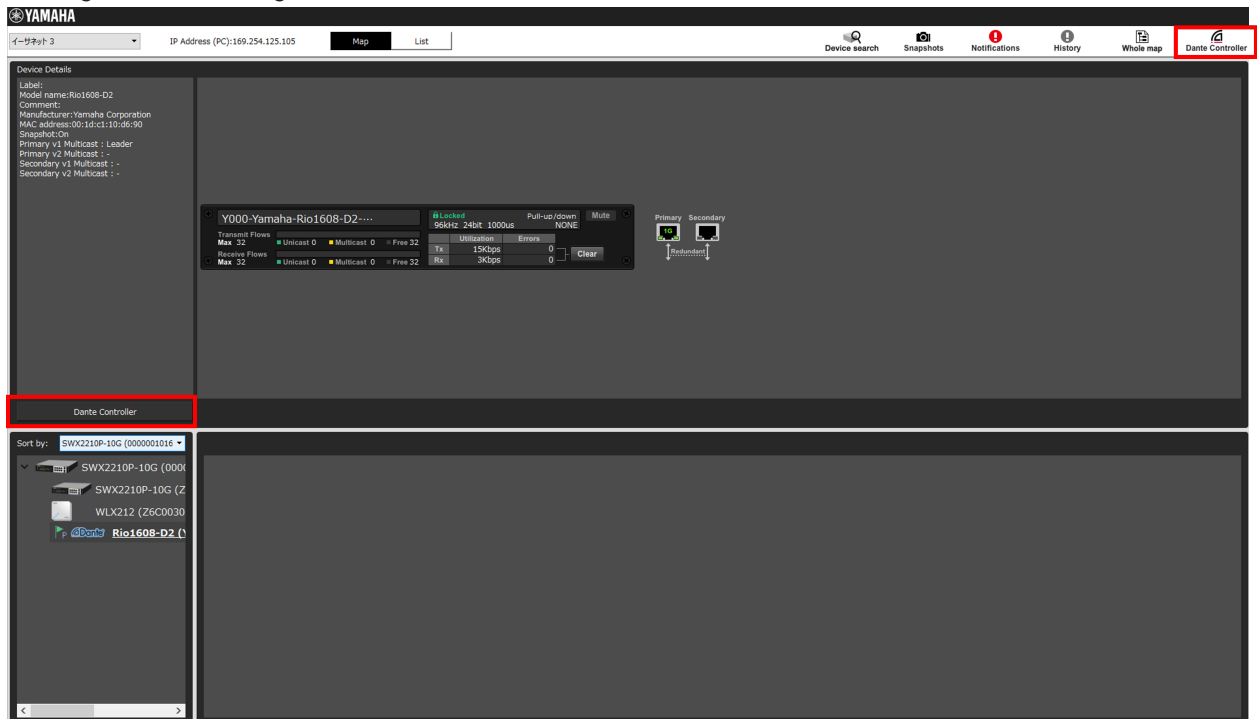 YAMAHA
イーサネット 3
IP Address (PC):169.254.125.105
Map
List
Device search
Snapshots
Notifications
History
Whole map
Dante Controller
Device Details
Label:
Model name:Rio1608-D2
Comment:
Manufacturer:Yamaha Corporation
MAC address:00:1d:c1:10:d6:90
Snapshot:On
Primary v1 Multicast : Leader
Primary v2 Multicast : -
Secondary v1 Multicast : -
Secondary v2 Multicast : -
Y000-Yamaha-Rio1608-D2-···
Transmit Flows
Max 32 Unicast 0 Multicast 0 Free 32
Receive Flows
Max 32 Unicast 0 Multicast 0 Free 32
Locked Pull-up/down
96kHz 24bit 1000us NONE
Mute
Utilization Errors
Tx 15Kbps 0
Rx 3Kbps 0
Clear
Primary Secondary
1G
Redundant
Dante Controller
Sort by: SWX2210P-10G (0000001016
SWX2210P-10G (000
SWX2210P-10G (Z
WLX212 (Z6C0030
P Dante Rio1608-D2 (